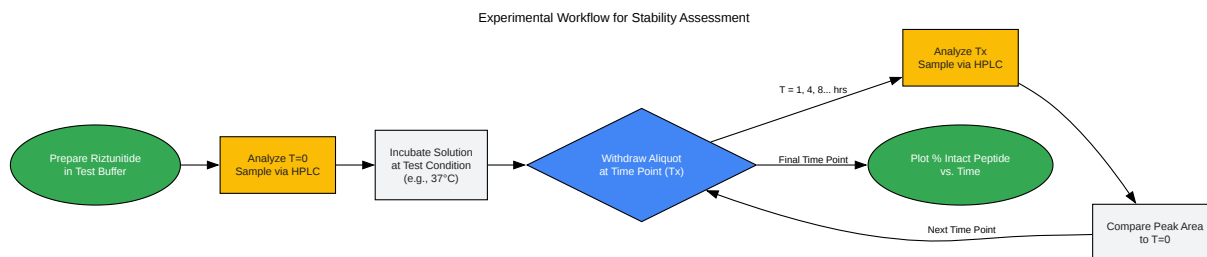 Experimental Workflow for Stability Assessment
Prepare Riztunitide
in Test Buffer
Analyze T=0
Sample via HPLC
Incubate Solution
at Test Condition
(e.g., 37°C)
Withdraw Aliquot
at Time Point (Tx)
T = 1, 4, 8... hrs
Analyze Tx
Sample via HPLC
Final Time Point
Plot % Intact Peptide
vs. Time
Next Time Point
Compare Peak Area
to T=0